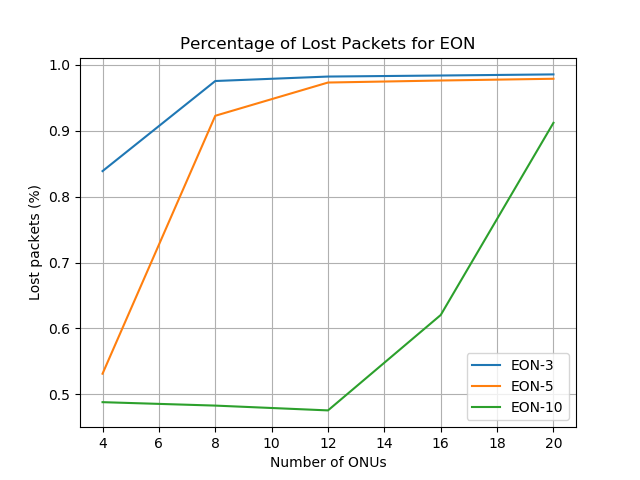 Percentage of Lost Packets for EON
1.0
0.9
0.8
0.7
0.6
0.5
Lost packets (%)
4 6 8 10 12 14 16 18 20
Number of ONUs
EON-3
EON-5
EON-10